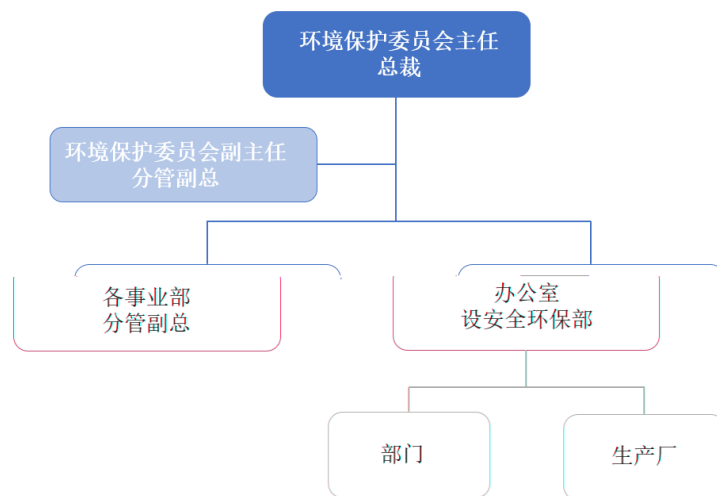 环境保护委员会主任
总裁
环境保护委员会副主任
分管副总
各事业部
分管副总
办公室
设安全环保部
部门
生产厂